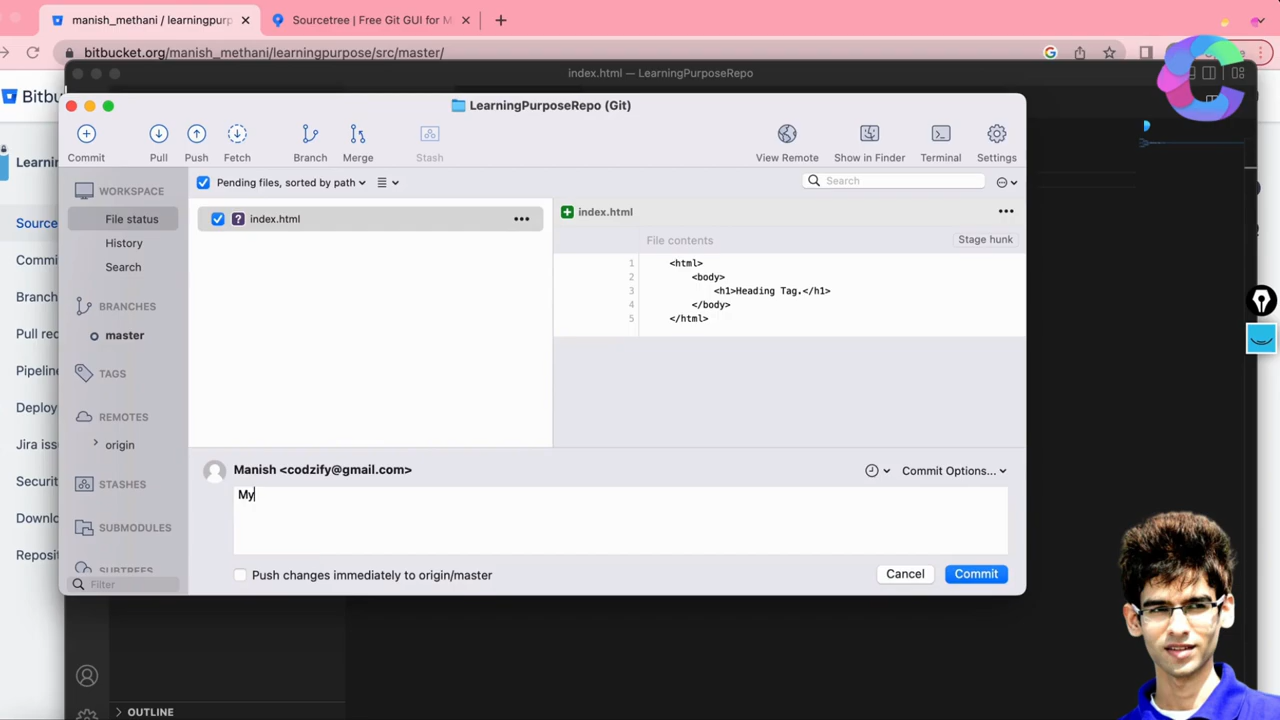 manish_methani / learningpurp
Sourcetree | Free Git GUI for M
bitbucket.org/manish_methani/learningpurpose/src/master/
index.html — LearningPurposeRepo
Bitbu
LearningPurposeRepo (Git)
Commit
Pull
Push
Fetch
Branch
Merge
Stash
View Remote
Show in Finder
Terminal
Settings
Learnin
Source
Commi
Branch
Pull rec
Pipelin
Deploy
Jira iss
Securit
Downlo
Reposit
WORKSPACE
File status
History
Search
BRANCHES
master
TAGS
REMOTES
origin
STASHES
SUBMODULES
SUBTREES
Filter
Pending files, sorted by path
Search
index.html
index.html
File contents
Stage hunk
1 <html>
2 <body>
3 <h1>Heading Tag.</h1>
4 </body>
5 </html>
Manish <codzify@gmail.com>
Commit Options...
My
Push changes immediately to origin/master
Cancel
Commit
OUTLINE